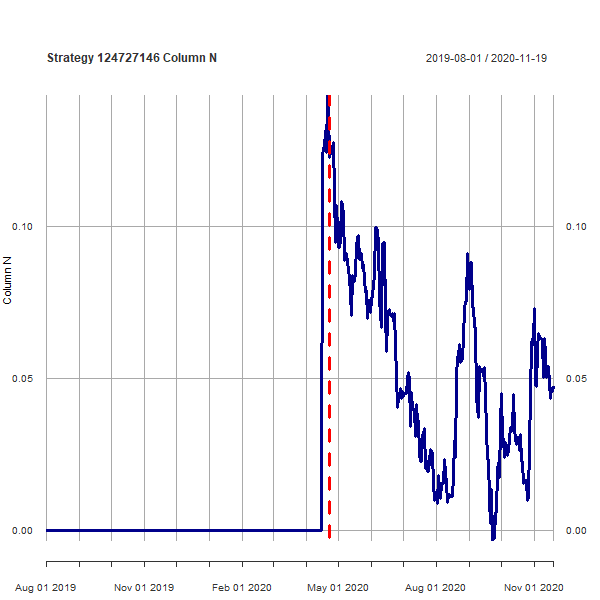 Strategy 124727146 Column N
2019-08-01 / 2020-11-19
Column N
0.10
0.10
0.05
0.05
0.00
0.00
Aug 01 2019
Nov 01 2019
Feb 01 2020
May 01 2020
Aug 01 2020
Nov 01 2020